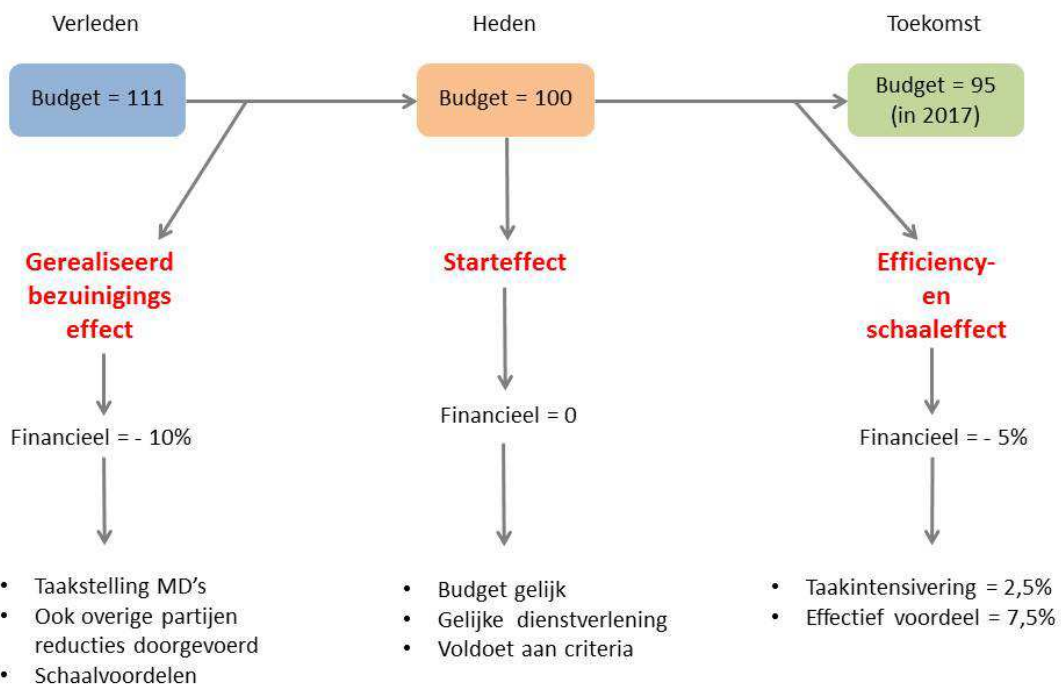 Verleden
Heden
Toekomst
Budget = 111
Budget = 100
Budget = 95
(in 2017)
Gerealiseerd
bezuinigings
effect
Starteffect
Efficiency-
en
schaaleffect
Financieel = - 10%
Financieel = 0
Financieel = - 5%
• Taakstelling MD's
• Ook overige partijen
reducties doorgevoerd
• Schaalvoordelen
• Budget gelijk
• Gelijke dienstverlening
• Voldoet aan criteria
• Taakintensivering = 2,5%
• Effectief voordeel = 7,5%